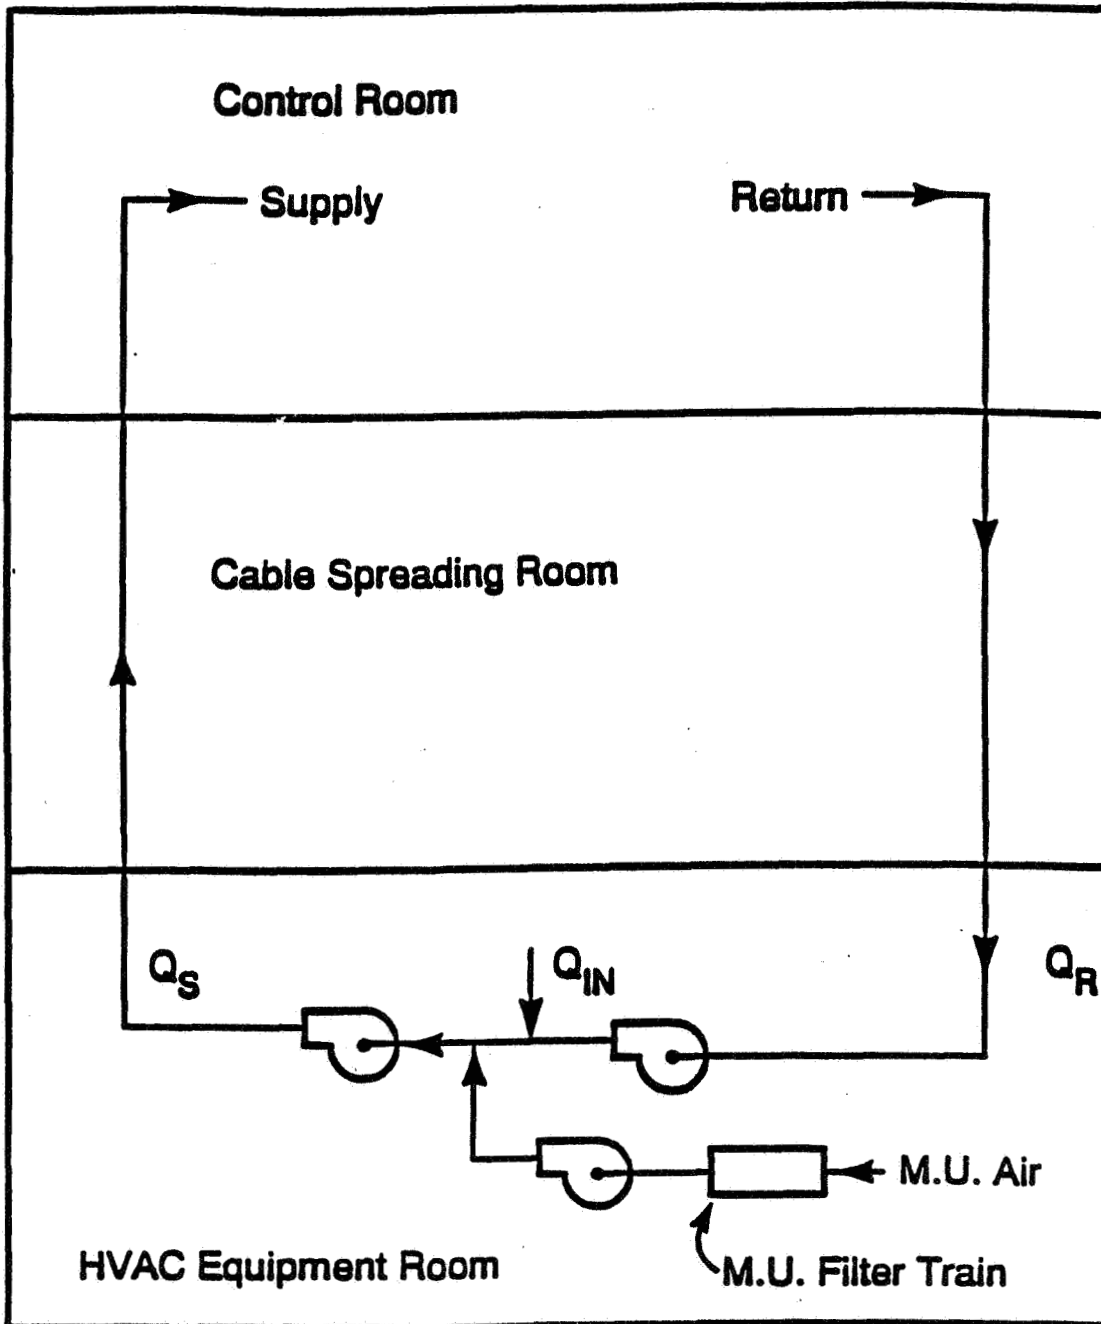 Control Room
Supply
Return
Cable Spreading Room
QS
QIN
QR
M.U. Air
HVAC Equipment Room
M.U. Filter Train